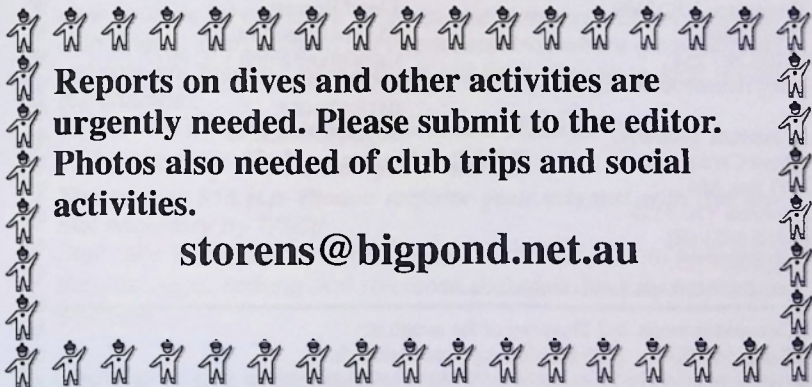 Reports on dives and other activities are
urgently needed. Please submit to the editor.
Photos also needed of club trips and social
activities.
storens@bigpond.net.au